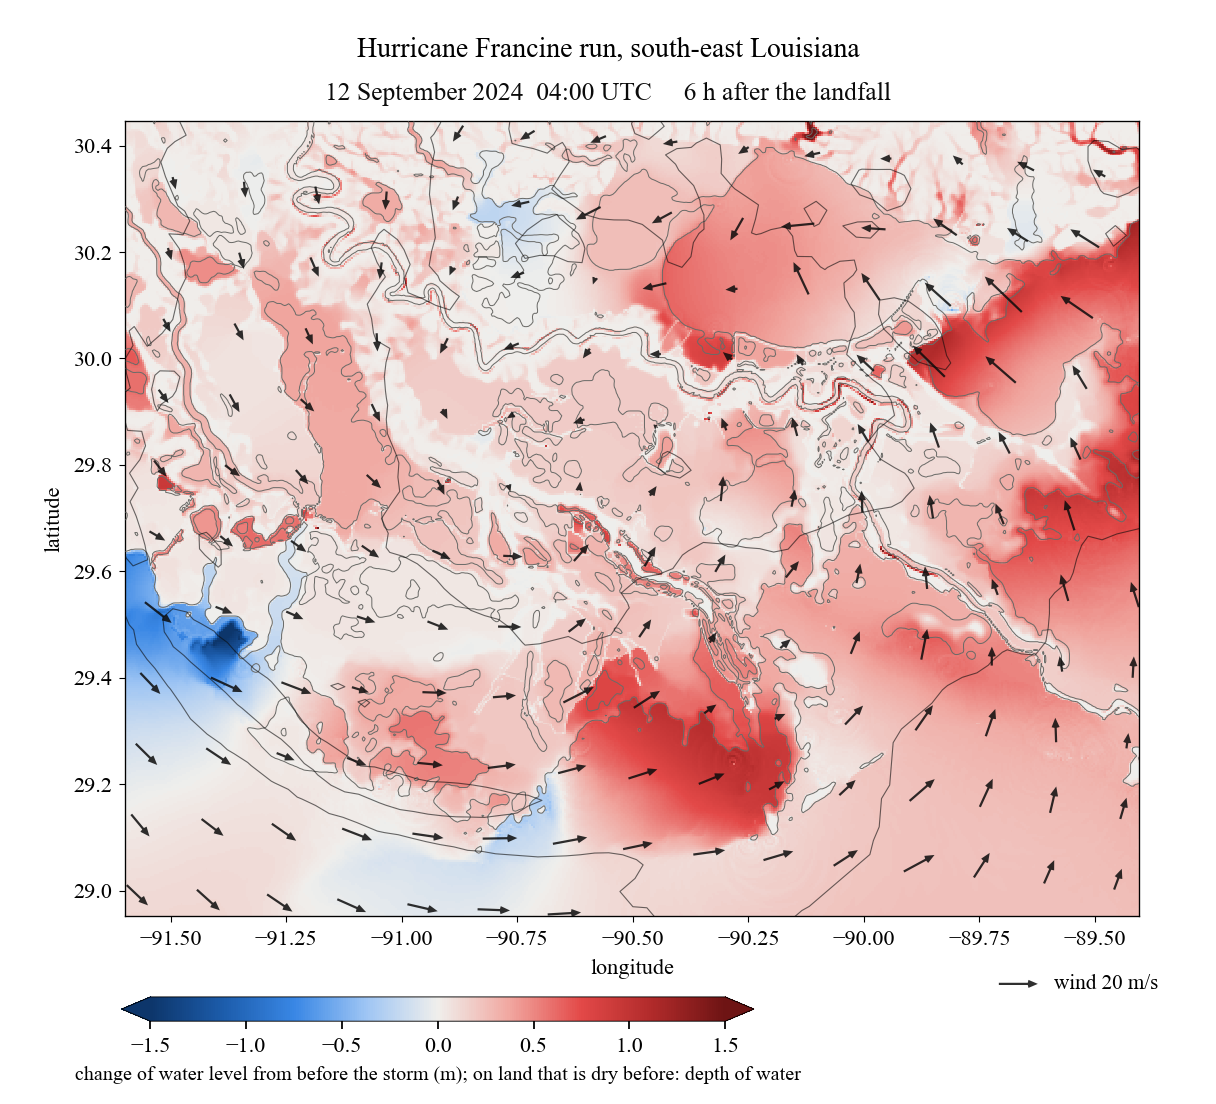 Hurricane Francine run, south-east Louisiana
12 September 2024  04:00 UTC     6 h after the landfall
30.4
30.2
30.0
29.8
29.6
29.4
29.2
29.0
latitude
−91.50 −91.25 −91.00 −90.75 −90.50 −90.25 −90.00 −89.75 −89.50
longitude
wind 20 m/s
−1.5 −1.0 −0.5 0.0 0.5 1.0 1.5
change of water level from before the storm (m); on land that is dry before: depth of water